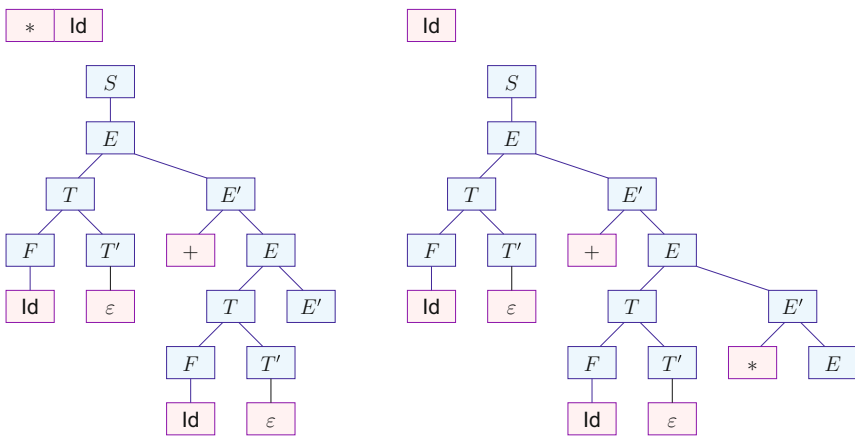 ∗ Id Id
S S
E E
T E′ T E′
F T′ + E F T′ + E
Id ε T E′ Id ε T E′
F T′ F T′ ∗ E
Id ε Id ε